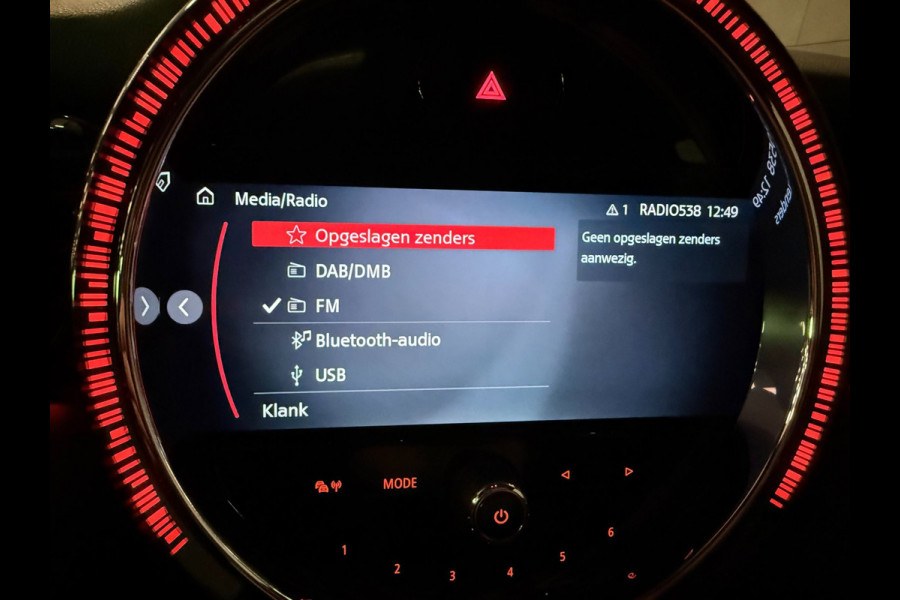 Media/Radio
1 RADIO538 12:49
Opgeslagen zenders
Geen opgeslagen zenders
aanwezig.
DAB/DMB
FM
Bluetooth-audio
USB
Klank
MODE
1
2
3
4
5
6